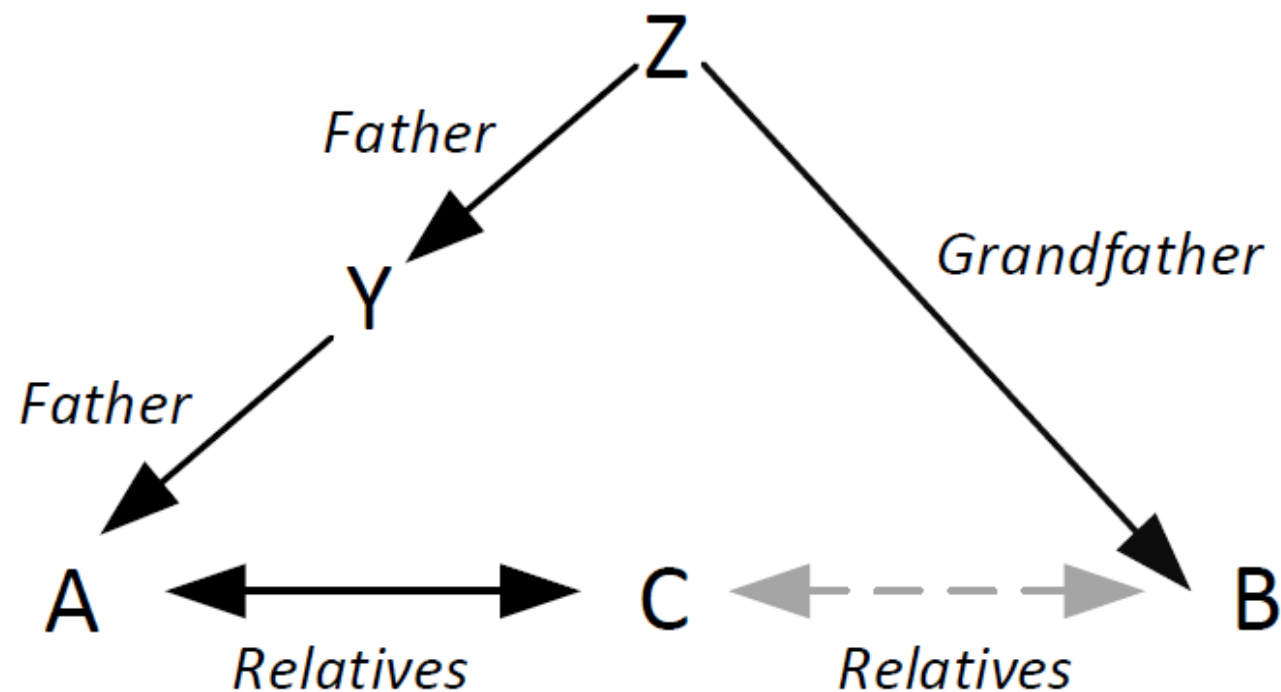 Z
Father
Grandfather
Y
Father
A
C
B
Relatives
Relatives